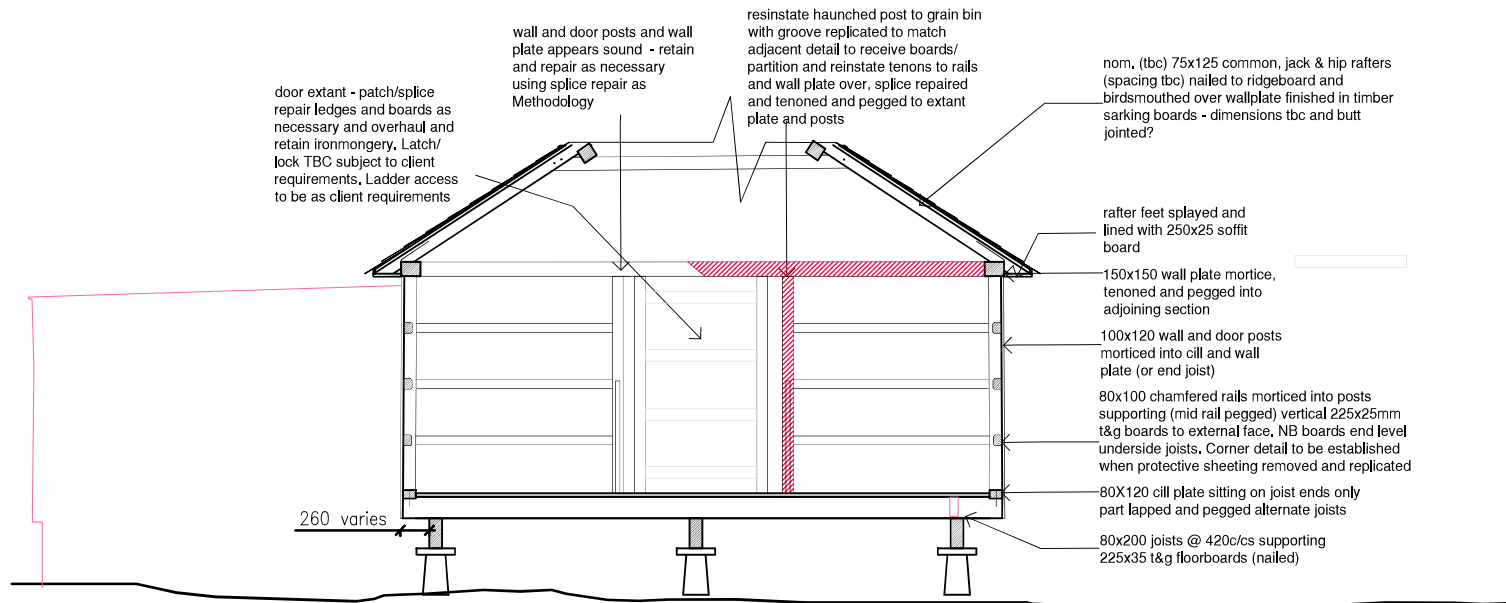 door extant - patch/splice
repair ledges and boards as
necessary and overhaul and
retain ironmongery. Latch/
lock TBC subject to client
requirements. Ladder access
to be as client requirements
wall and door posts and wall
plate appears sound - retain
and repair as necessary
using splice repair as
Methodology
resinstate haunched post to grain bin
with groove replicated to match
adjacent detail to receive boards/
partition and reinstate tenons to rails
and wall plate over, splice repaired
and tenoned and pegged to extant
plate and posts
nom. (tbc) 75x125 common, jack & hip rafters
(spacing tbc) nailed to ridgeboard and
birdsmouthed over wallplate finished in timber
sarking boards - dimensions tbc and butt
jointed?
rafter feet splayed and
lined with 250x25 soffit
board
150x150 wall plate mortice,
tenoned and pegged into
adjoining section
100x120 wall and door posts
morticed into cill and wall
plate (or end joist)
80x100 chamfered rails morticed into posts
supporting (mid rail pegged) vertical 225x25mm
t&g boards to external face. NB boards end level
underside joists. Corner detail to be established
when protective sheeting removed and replicated
80X120 cill plate sitting on joist ends only
part lapped and pegged alternate joists
80x200 joists @ 420c/cs supporting
225x35 t&g floorboards (nailed)
260 varies